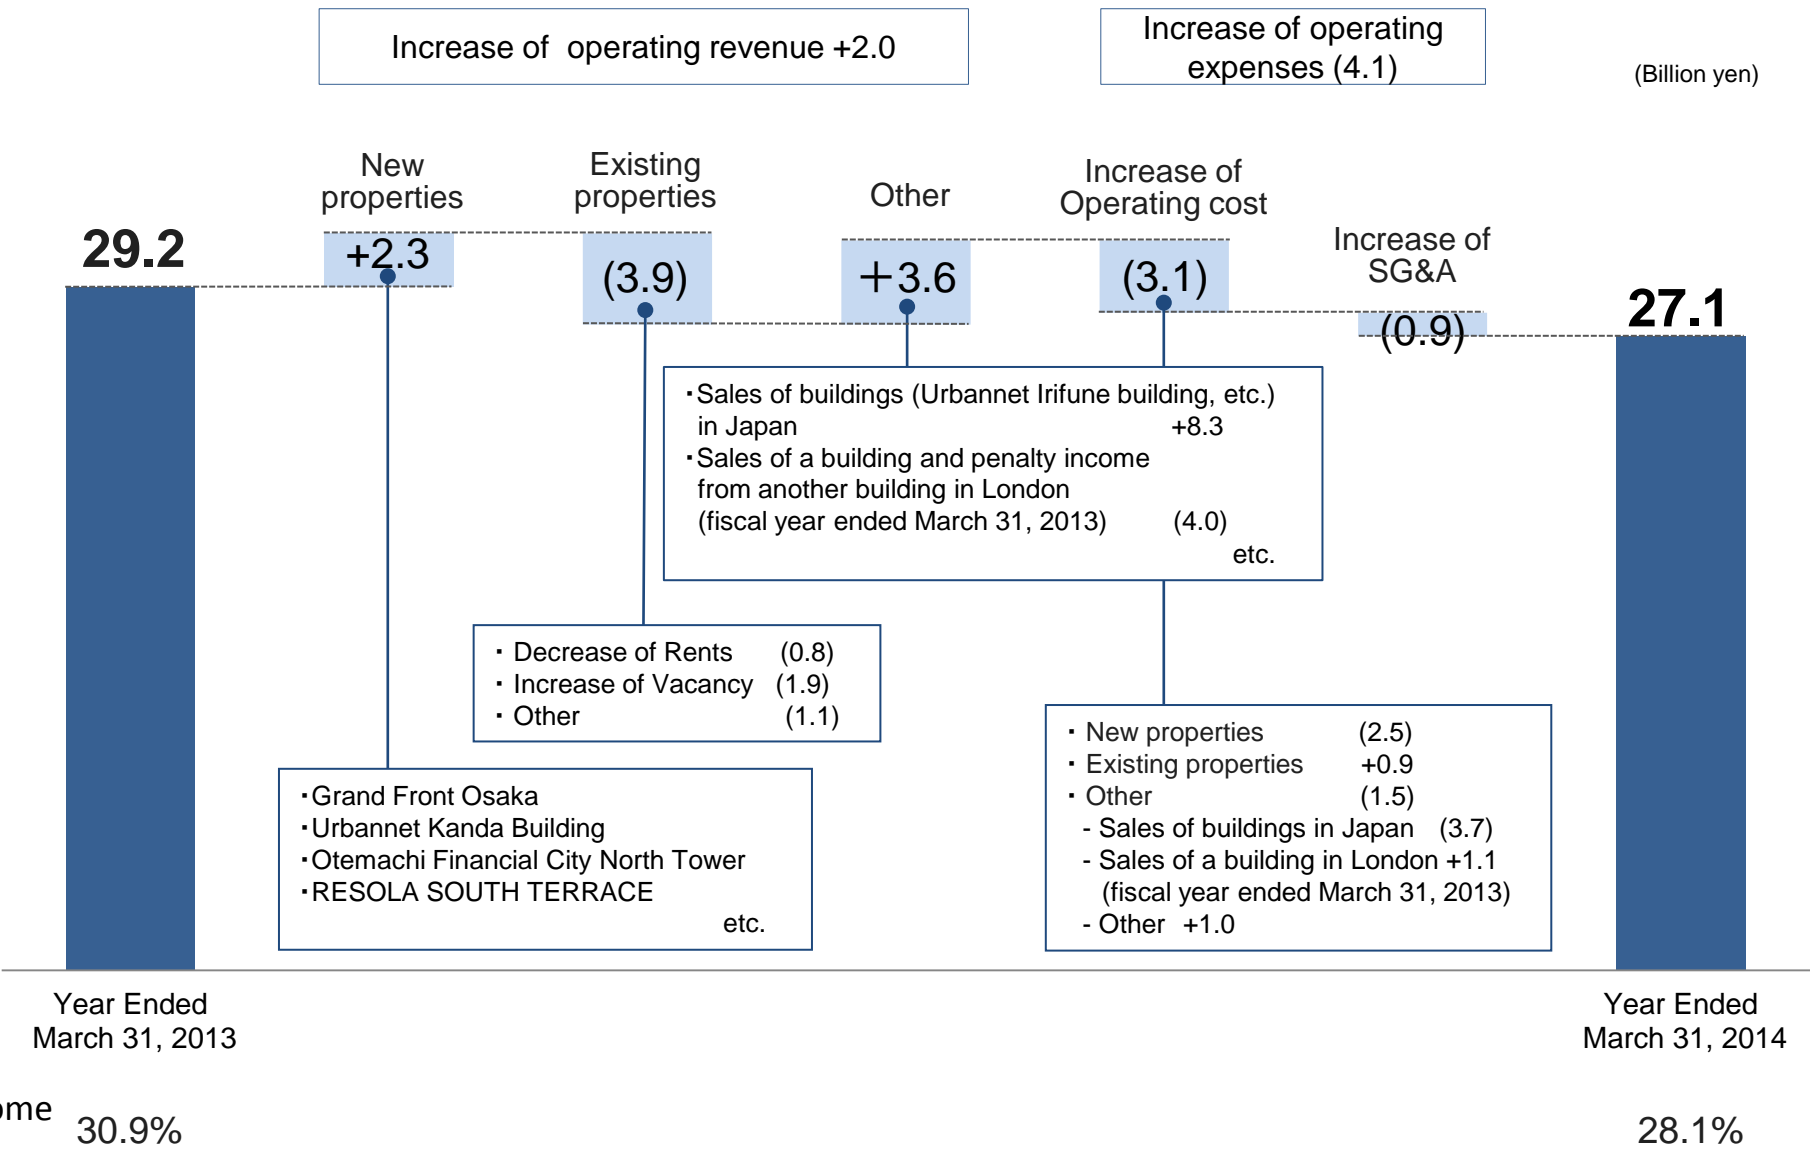 Increase of operating revenue +2.0
Increase of operating
expenses (4.1)
(Billion yen)
New
properties
Existing
properties
Other
Increase of
Operating cost
Increase of
SG&A
29.2
+2.3
(3.9)
＋3.6
(3.1)
(0.9)
27.1
・Sales of buildings (Urbannet Irifune building, etc.)
in Japan +8.3
・Sales of a building and penalty income
from another building in London
(fiscal year ended March 31, 2013) (4.0)
etc.
・ Decrease of Rents (0.8)
・ Increase of Vacancy (1.9)
・ Other (1.1)
・Grand Front Osaka
・Urbannet Kanda Building
・Otemachi Financial City North Tower
・RESOLA SOUTH TERRACE
etc.
・ New properties (2.5)
・ Existing properties +0.9
・ Other (1.5)
- Sales of buildings in Japan (3.7)
- Sales of a building in London +1.1
(fiscal year ended March 31, 2013)
- Other +1.0
Year Ended
March 31, 2013
Year Ended
March 31, 2014
30.9%
28.1%